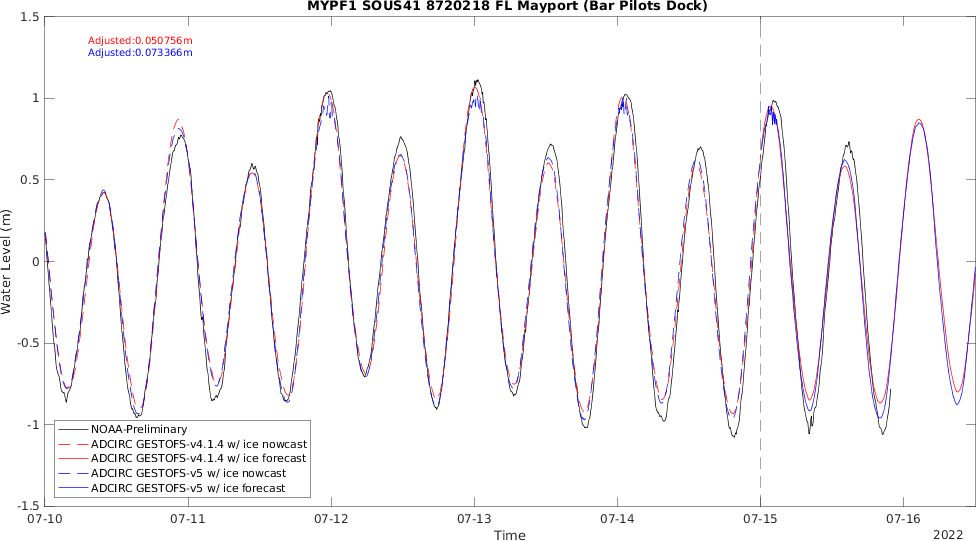 MYPF1 SOUS41 8720218 FL Mayport (Bar Pilots Dock)
Adjusted:0.050756m
Adjusted:0.073366m
1.5
1
0.5
0
-0.5
-1
-1.5
Water Level (m)
NOAA-Preliminary
ADCIRC GESTOFS-v4.1.4 w/ ice nowcast
ADCIRC GESTOFS-v4.1.4 w/ ice forecast
ADCIRC GESTOFS-v5 w/ ice nowcast
ADCIRC GESTOFS-v5 w/ ice forecast
07-10 07-11 07-12 07-13 07-14 07-15 07-16
Time
2022